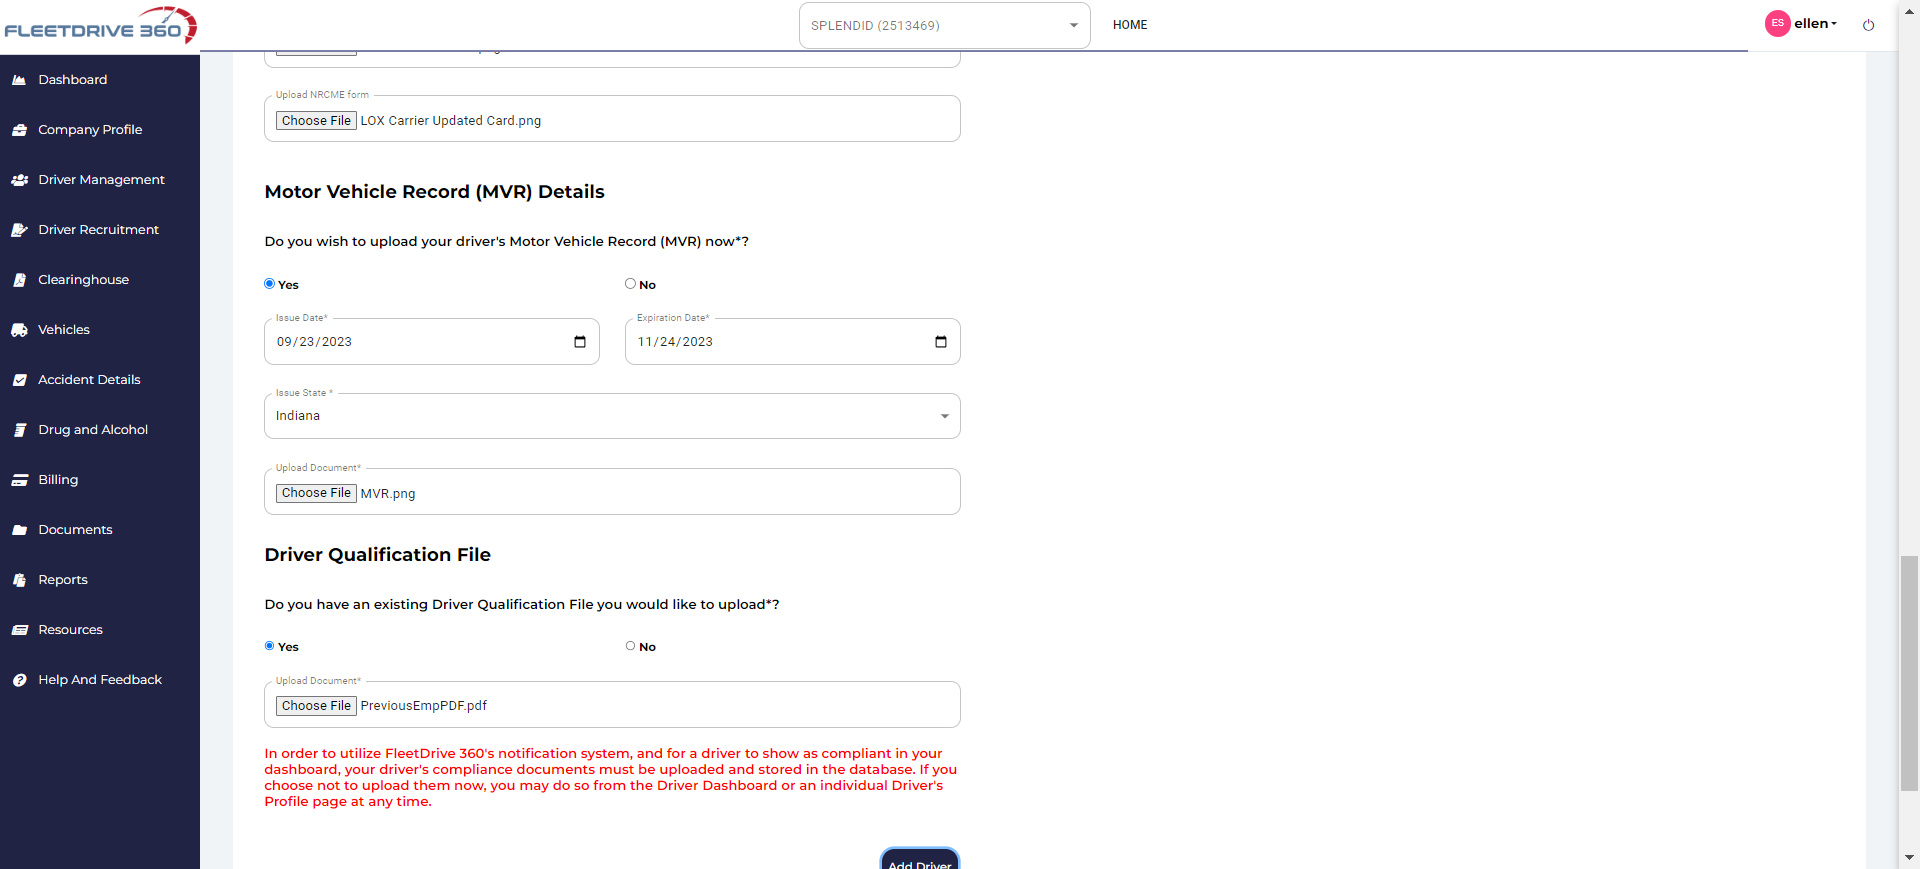 FLEETDRIVE 360
SPLENDID (2513469)
HOME
ES
ellen
Dashboard
Company Profile
Driver Management
Driver Recruitment
Clearinghouse
Vehicles
Accident Details
Drug and Alcohol
Billing
Documents
Reports
Resources
Help And Feedback
Upload NRCME form
Choose File LOX Carrier Updated Card.png
Motor Vehicle Record (MVR) Details
Do you wish to upload your driver's Motor Vehicle Record (MVR) now*?
Yes No
Issue Date* Expiration Date*
09/23/2023 11/24/2023
Issue State *
Indiana
Upload Document*
Choose File MVR.png
Driver Qualification File
Do you have an existing Driver Qualification File you would like to upload*?
Yes No
Upload Document*
Choose File PreviousEmpPDF.pdf
In order to utilize FleetDrive 360's notification system, and for a driver to show as compliant in your
dashboard, your driver's compliance documents must be uploaded and stored in the database. If you
choose not to upload them now, you may do so from the Driver Dashboard or an individual Driver's
Profile page at any time.
Add Driver